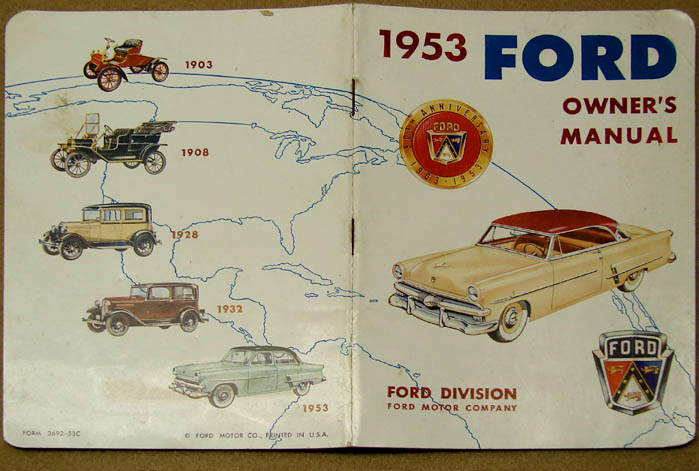 1903
1908
1928
1932
1953
FORM 3692-53C
© FORD MOTOR CO., PRINTED IN U.S.A.
1953 FORD
OWNER'S
MANUAL
50TH ANNIVERSARY
FORD
1903 · 1953
FORD DIVISION
FORD MOTOR COMPANY
FORD